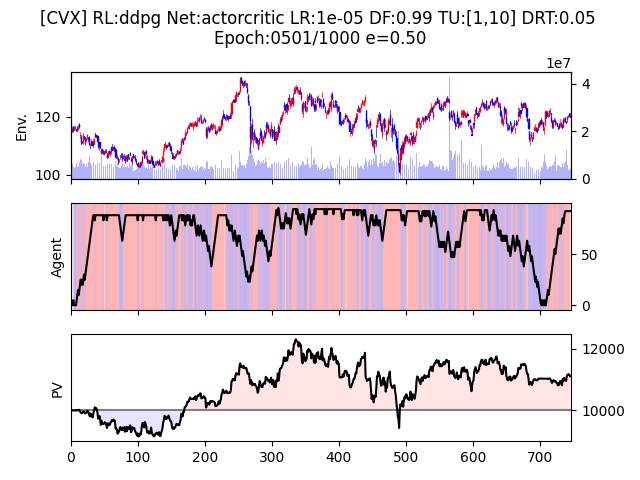 [CVX] RL:ddpg Net:actorcritic LR:1e-05 DF:0.99 TU:[1,10] DRT:0.05
Epoch:0501/1000 e=0.50
1e7
Env.
120
100
4
2
0
Agent
50
0
PV
12000
10000
0 100 200 300 400 500 600 700